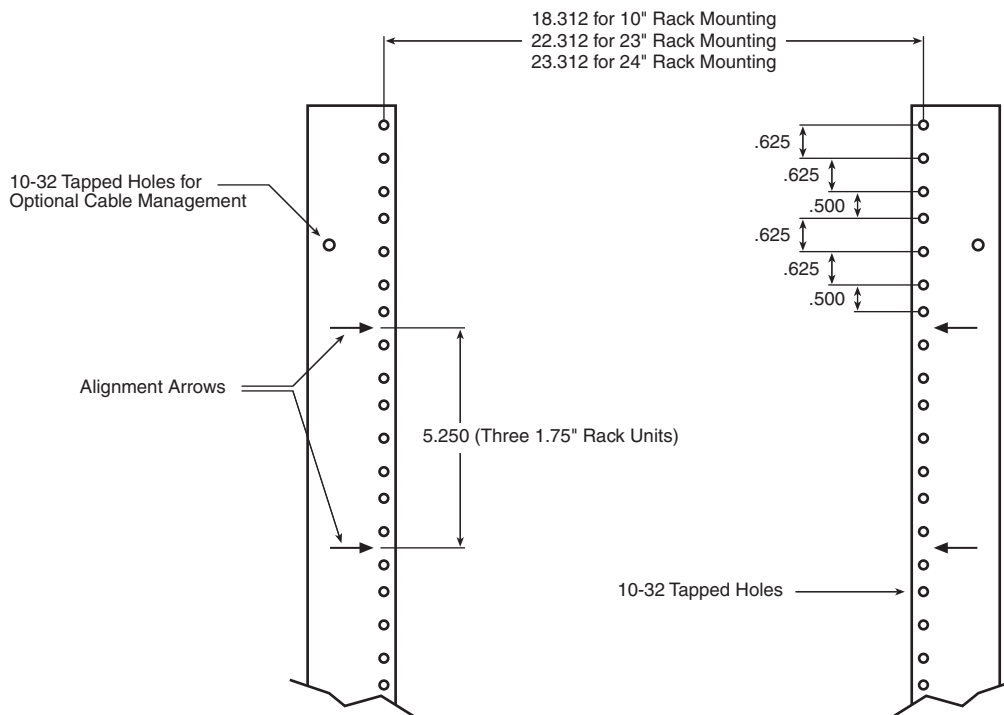 18.312 for 10" Rack Mounting
22.312 for 23" Rack Mounting
23.312 for 24" Rack Mounting
10-32 Tapped Holes for
Optional Cable Management
.625
.625
.500
.625
.625
.500
Alignment Arrows
5.250 (Three 1.75" Rack Units)
10-32 Tapped Holes